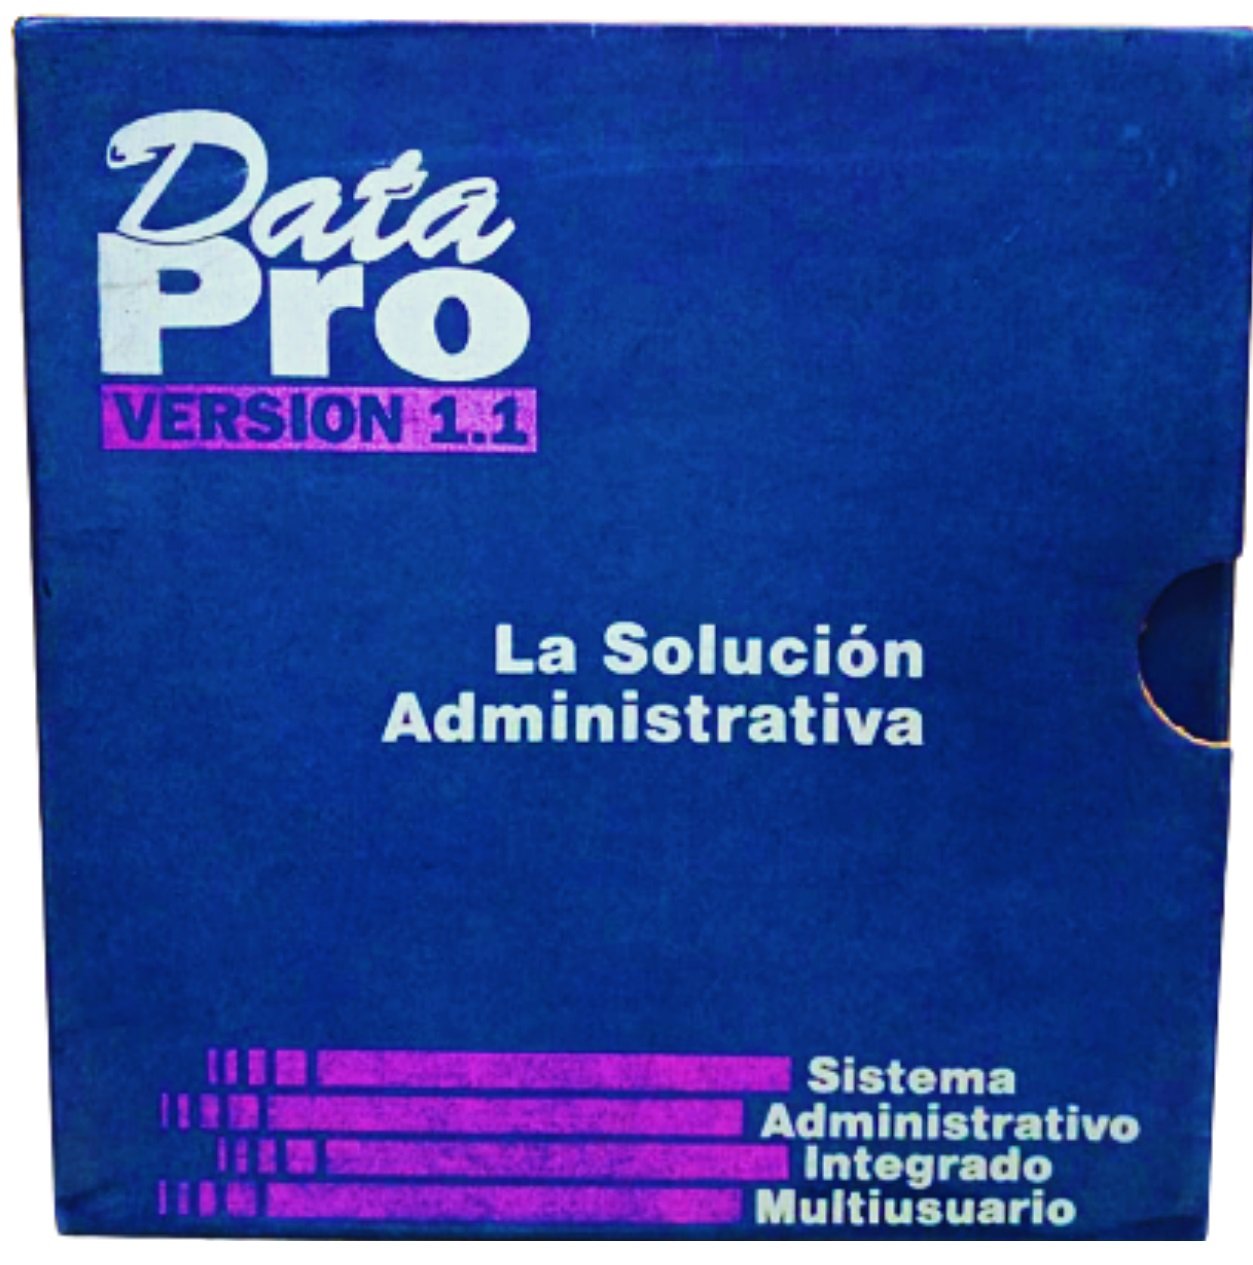 Data
Pro
VERSION 1.1
La Solución
Administrativa
Sistema
Administrativo
Integrado
Multiusuario